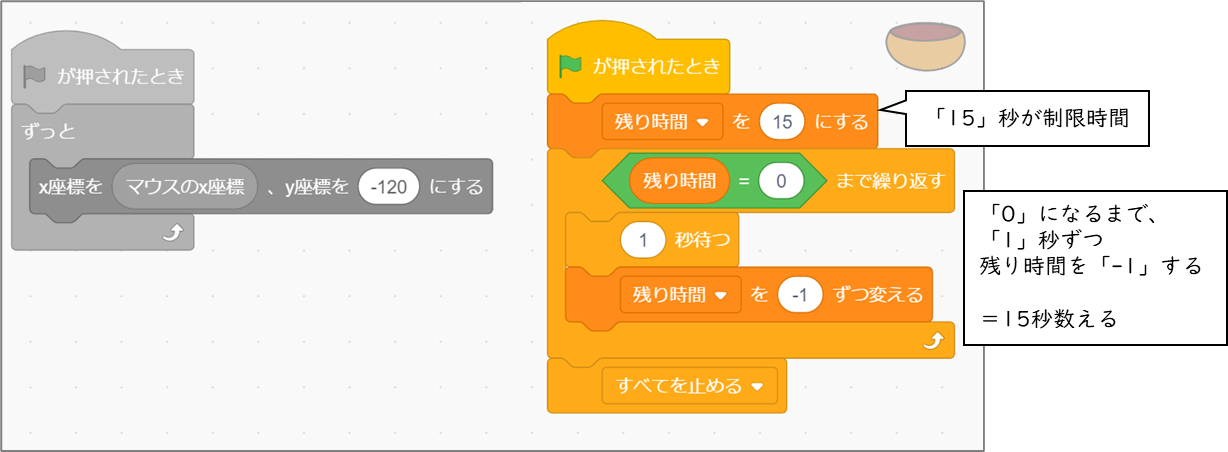 が押されたとき
ずっと
x座標を マウスのx座標 、y座標を -120 にする
が押されたとき
残り時間 を 15 にする
残り時間 = 0 まで繰り返す
1 秒待つ
残り時間 を -1 ずつ変える
すべてを止める
「15」秒が制限時間
「0」になるまで、
「1」秒ずつ
残り時間を「-1」する
＝15秒数える